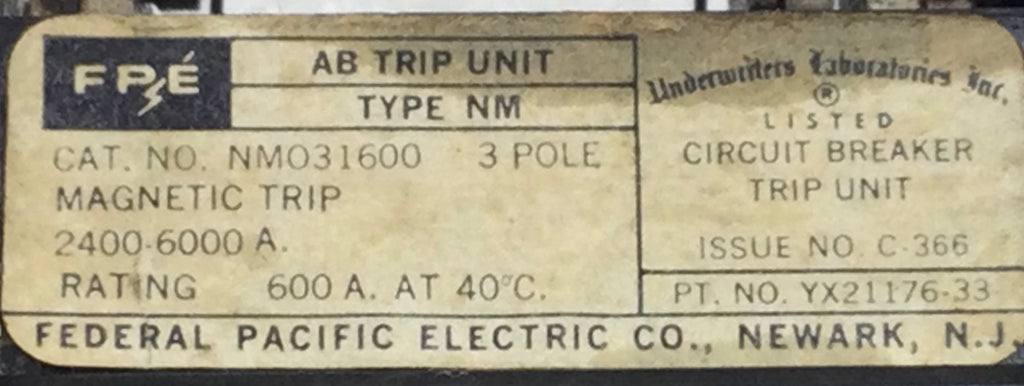 FPE
AB TRIP UNIT
TYPE NM
CAT. NO. NMO31600 3 POLE
MAGNETIC TRIP
2400-6000 A.
RATING 600 A. AT 40°C.
Underwriters Laboratories Inc.
®
LISTED
CIRCUIT BREAKER
TRIP UNIT
ISSUE NO. C-366
PT. NO. YX21176-33
FEDERAL PACIFIC ELECTRIC CO., NEWARK, N.J.